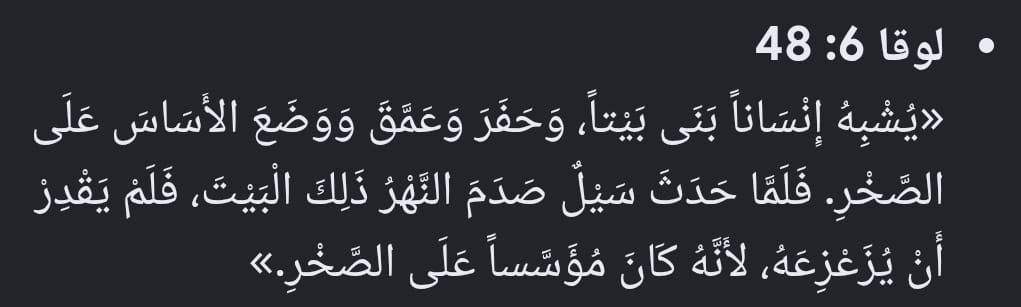 • لوقا 6: 48
«يُشْبِهُ إِنْسَاناً بَنَى بَيْتاً، وَحَفَرَ وَعَمَّقَ وَوَضَعَ الأَسَاسَ عَلَى
الصَّخْرِ. فَلَمَّا حَدَثَ سَيْلٌ صَدَمَ النَّهْرُ ذَلِكَ الْبَيْتَ، فَلَمْ يَقْدِرْ
أَنْ يُزَعْزِعَهُ، لأَنَّهُ كَانَ مُؤَسَّساً عَلَى الصَّخْرِ.»